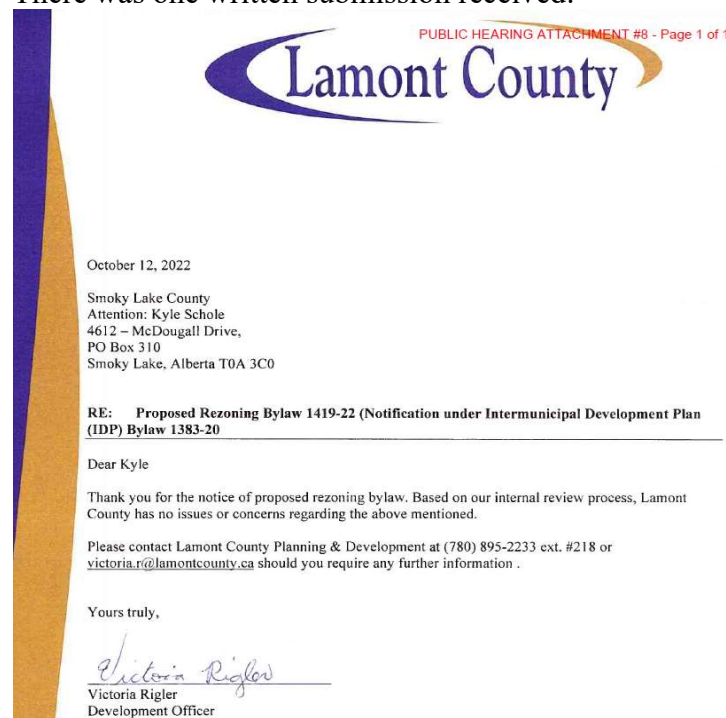 There was one written submission received.
PUBLIC HEARING ATTACHMENT #8 - Page 1 of 1
Lamont County
October 12, 2022
Smoky Lake County
Attention: Kyle Schole
4612 – McDougall Drive,
PO Box 310
Smoky Lake, Alberta T0A 3C0
RE: Proposed Rezoning Bylaw 1419-22 (Notification under Intermunicipal Development Plan
(IDP) Bylaw 1383-20
Dear Kyle
Thank you for the notice of proposed rezoning bylaw. Based on our internal review process, Lamont
County has no issues or concerns regarding the above mentioned.
Please contact Lamont County Planning & Development at (780) 895-2233 ext. #218 or
victoria.r@lamontcounty.ca should you require any further information .
Yours truly,
Victoria Rigler
Victoria Rigler
Development Officer